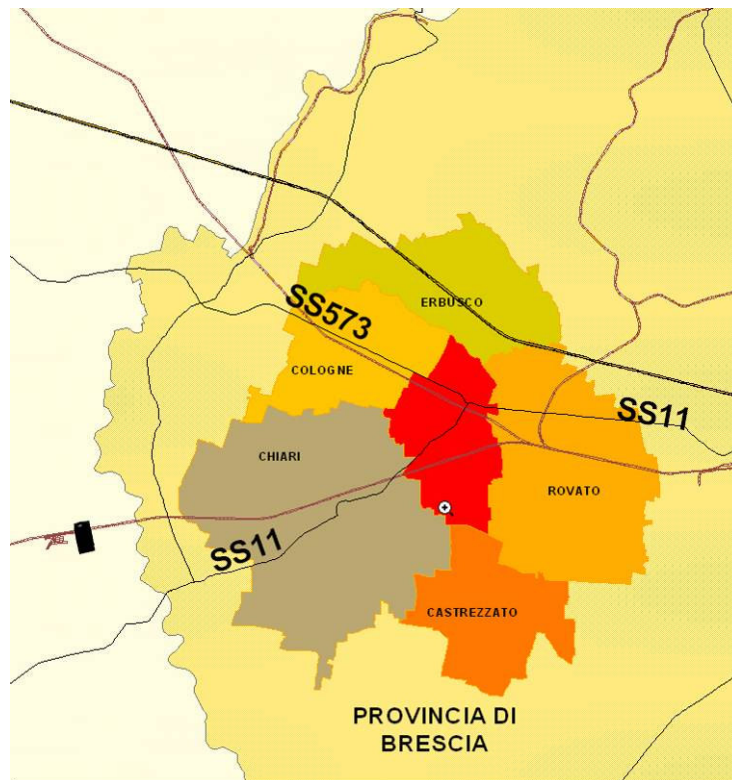 ERBUSCO
SS573
COLOGNE
SS11
CHIARI
ROVATO
SS11
CASTREZZATO
PROVINCIA DI
BRESCIA